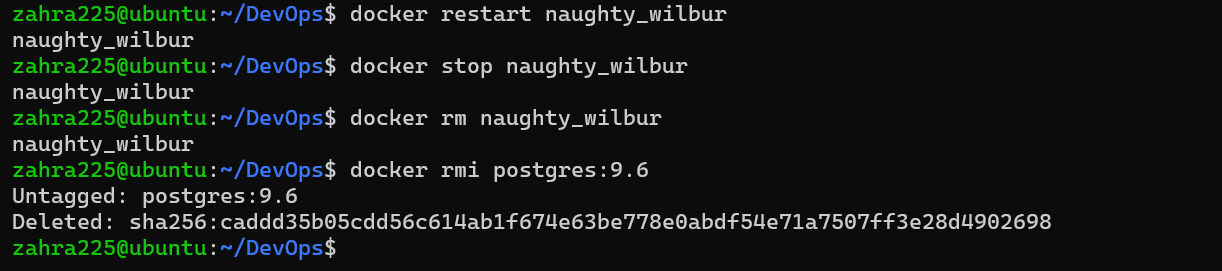 zahra225@ubuntu:~/DevOps$ docker restart naughty_wilbur
naughty_wilbur
zahra225@ubuntu:~/DevOps$ docker stop naughty_wilbur
naughty_wilbur
zahra225@ubuntu:~/DevOps$ docker rm naughty_wilbur
naughty_wilbur
zahra225@ubuntu:~/DevOps$ docker rmi postgres:9.6
Untagged: postgres:9.6
Deleted: sha256:caddd35b05cdd56c614ab1f674e63be778e0abdf54e71a7507ff3e28d4902698
zahra225@ubuntu:~/DevOps$